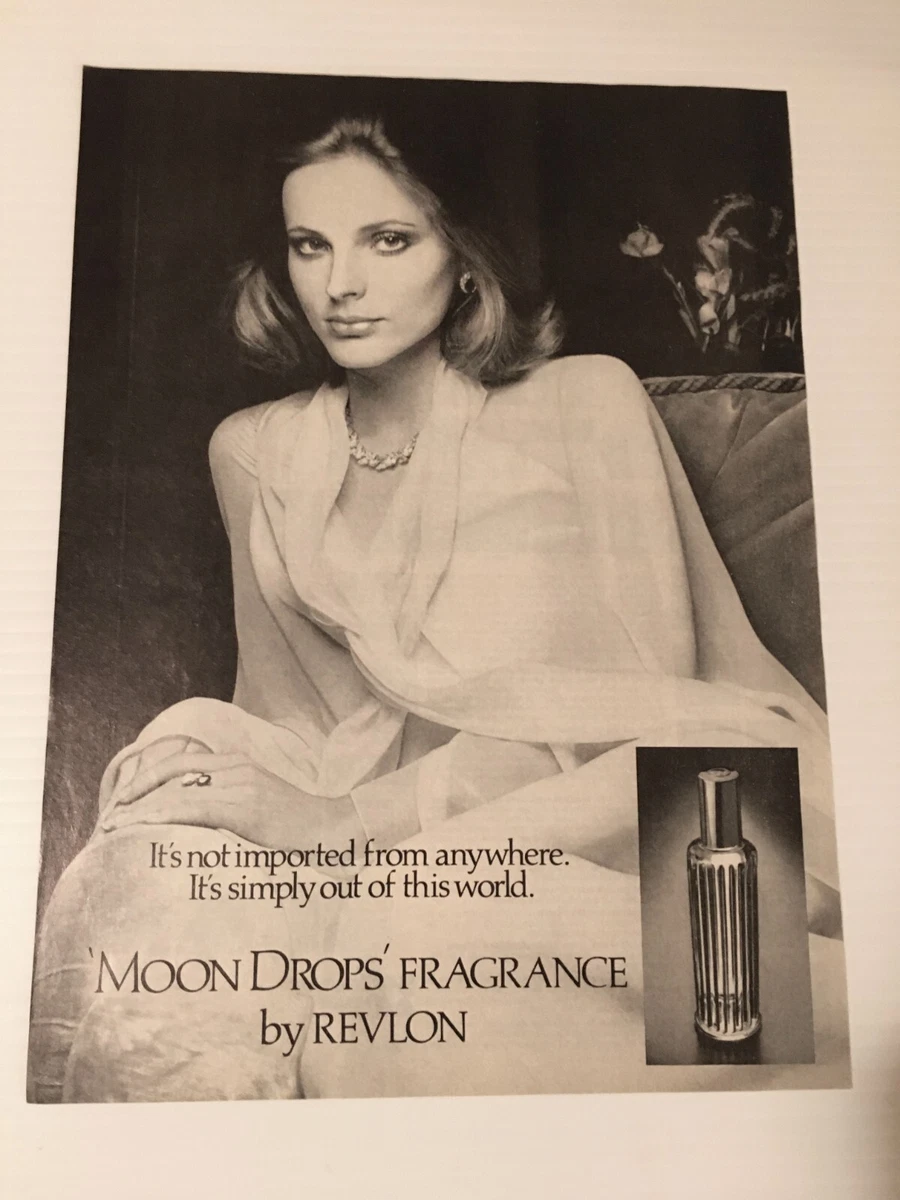 It's not imported from anywhere.
It's simply out of this world.
'MOON DROPS' FRAGRANCE
by REVLON